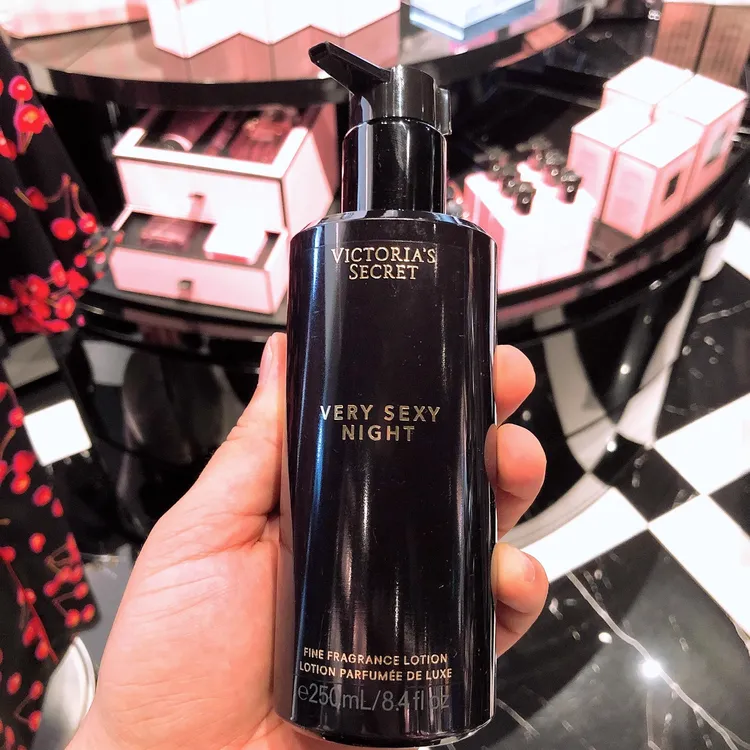 VICTORIA'S
SECRET
VERY SEXY
NIGHT
FINE FRAGRANCE LOTION
LOTION PARFUMÉE DE LUXE
℮250mL/8.4 fl oz